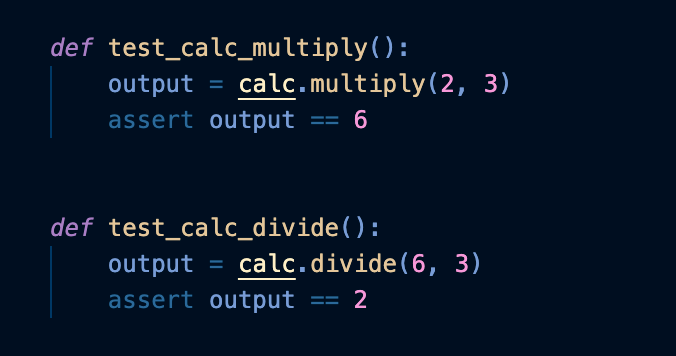 def test_calc_multiply():
    output = calc.multiply(2, 3)
    assert output == 6
def test_calc_divide():
    output = calc.divide(6, 3)
    assert output == 2